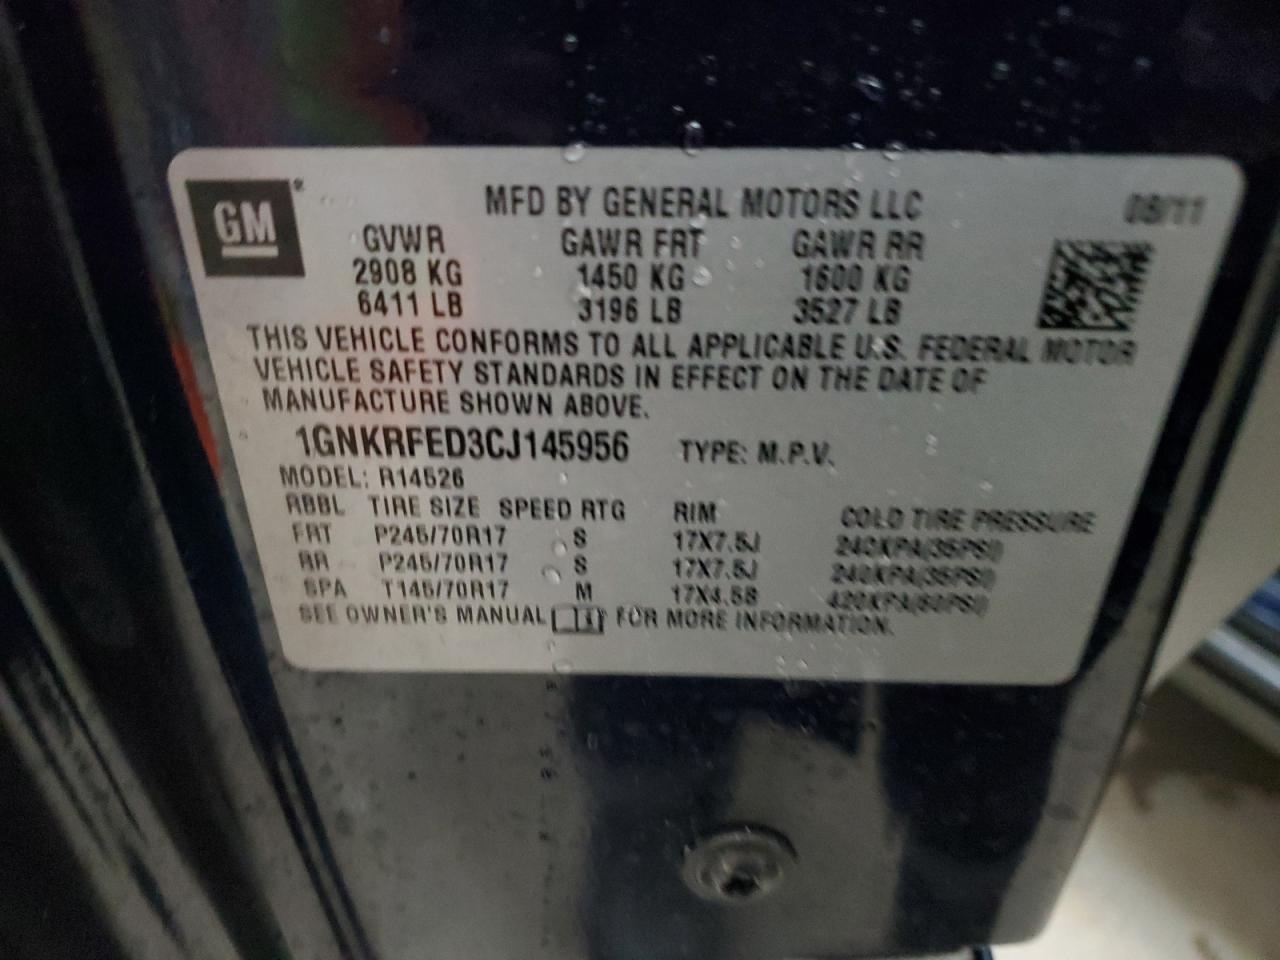 GM
MFD BY GENERAL MOTORS LLC 08/11
GVWR GAWR FRT GAWR RR
2908 KG 1450 KG 1600 KG
6411 LB 3196 LB 3527 LB
THIS VEHICLE CONFORMS TO ALL APPLICABLE U.S. FEDERAL MOTOR
VEHICLE SAFETY STANDARDS IN EFFECT ON THE DATE OF
MANUFACTURE SHOWN ABOVE.
1GNKRFED3CJ145956 TYPE: M.P.V.
MODEL: R14526
RBBL TIRE SIZE SPEED RTG RIM COLD TIRE PRESSURE
FRT P245/70R17 S 17X7.5J 240KPA(35PSI)
RR P245/70R17 S 17X7.5J 240KPA(35PSI)
SPA T145/70R17 M 17X4.5B 420KPA(60PSI)
SEE OWNER'S MANUAL FOR MORE INFORMATION.